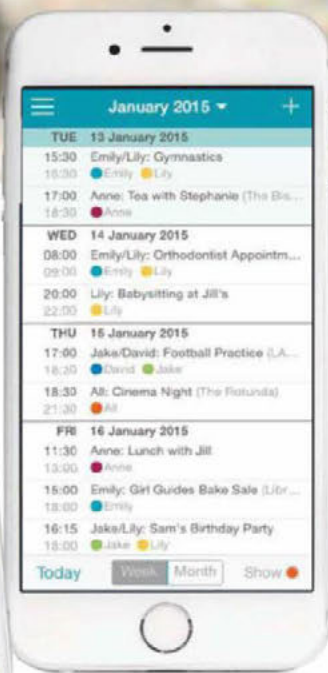 January 2015
+
TUE 13 January 2015
15:30 Emily/Lily: Gymnastics
16:30 Emily Lily
17:00 Anne: Tea with Stephanie (The Bis...
18:30 Anne
WED 14 January 2015
08:00 Emily/Lily: Orthodontist Appointm...
09:00 Emily Lily
20:00 Lily: Babysitting at Jill's
22:00 Lily
THU 15 January 2015
17:00 Jake/David: Football Practice (LA...
18:30 David Jake
18:30 All: Cinema Night (The Rotunda)
21:30 All
FRI 16 January 2015
11:30 Anne: Lunch with Jill
13:00 Anne
15:00 Emily: Girl Guides Bake Sale (Libr...
18:00 Emily
16:15 Jake/Lily: Sam's Birthday Party
18:00 Jake Lily
Today Week Month Show